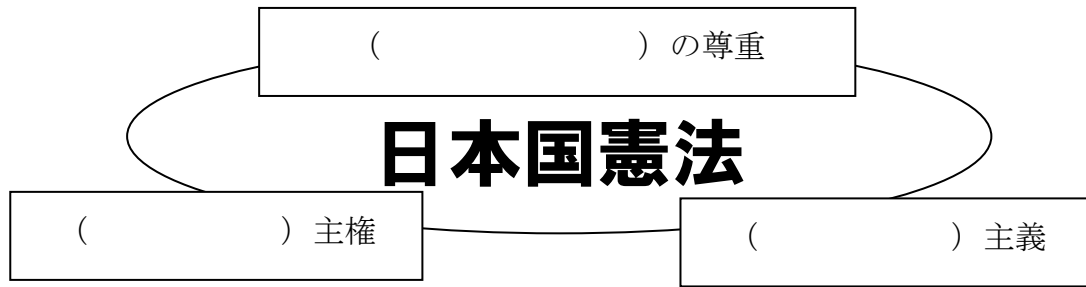 （　　　　　　　　）の尊重
日本国憲法
（　　　　　　）主権
（　　　　　　）主義